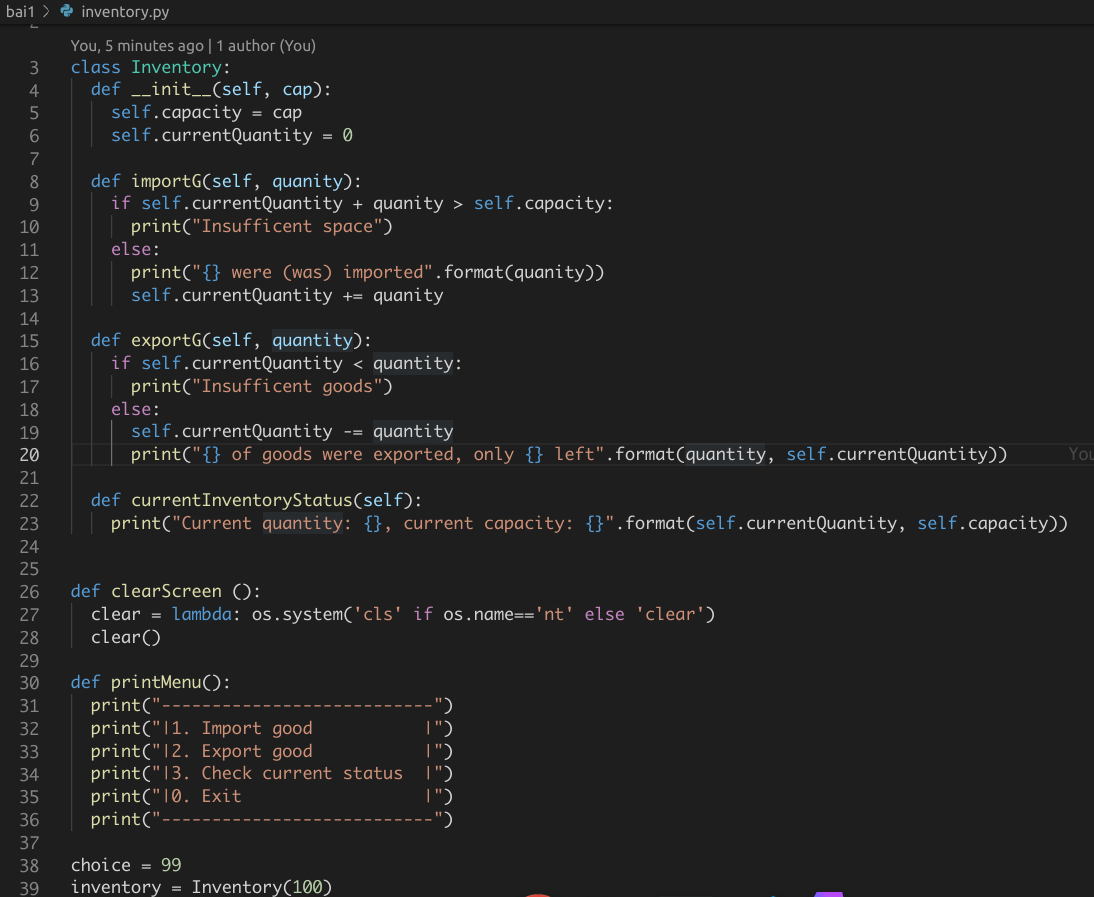 bai1 > inventory.py
2
You, 5 minutes ago | 1 author (You)
3 class Inventory:
4   def __init__(self, cap):
5     self.capacity = cap
6     self.currentQuantity = 0
7
8   def importG(self, quanity):
9     if self.currentQuantity + quanity > self.capacity:
10       print("Insufficent space")
11     else:
12       print("{} were (was) imported".format(quanity))
13       self.currentQuantity += quanity
14
15   def exportG(self, quantity):
16     if self.currentQuantity < quantity:
17       print("Insufficent goods")
18     else:
19       self.currentQuantity -= quantity
20       print("{} of goods were exported, only {} left".format(quantity, self.currentQuantity)) You
21
22   def currentInventoryStatus(self):
23     print("Current quantity: {}, current capacity: {}".format(self.currentQuantity, self.capacity))
24
25
26 def clearScreen ():
27   clear = lambda: os.system('cls' if os.name=='nt' else 'clear')
28   clear()
29
30 def printMenu():
31   print("---------------------------")
32   print("|1. Import good           |")
33   print("|2. Export good           |")
34   print("|3. Check current status  |")
35   print("|0. Exit                  |")
36   print("---------------------------")
37
38 choice = 99
39 inventory = Inventory(100)